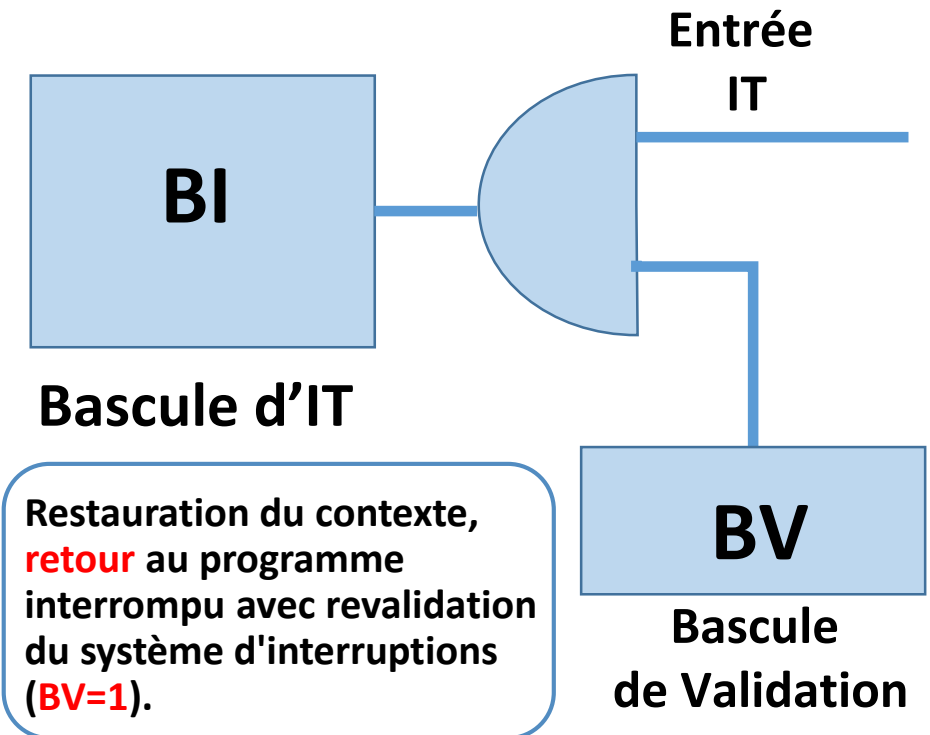 Entrée
IT
BI
Bascule d’IT
Restauration du contexte,
retour au programme
interrompu avec revalidation
du système d'interruptions
(BV=1).
BV
Bascule
de Validation